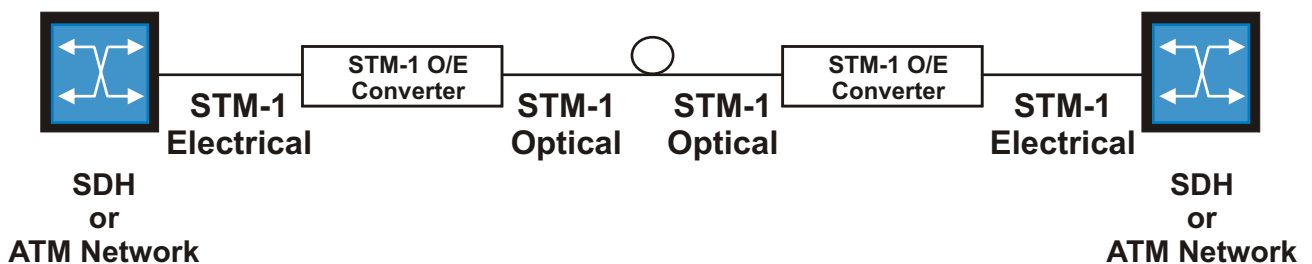 STM-1 O/E
Converter
STM-1 O/E
Converter
STM-1
Electrical
STM-1
Optical
STM-1
Optical
STM-1
Electrical
SDH
or
ATM Network
SDH
or
ATM Network